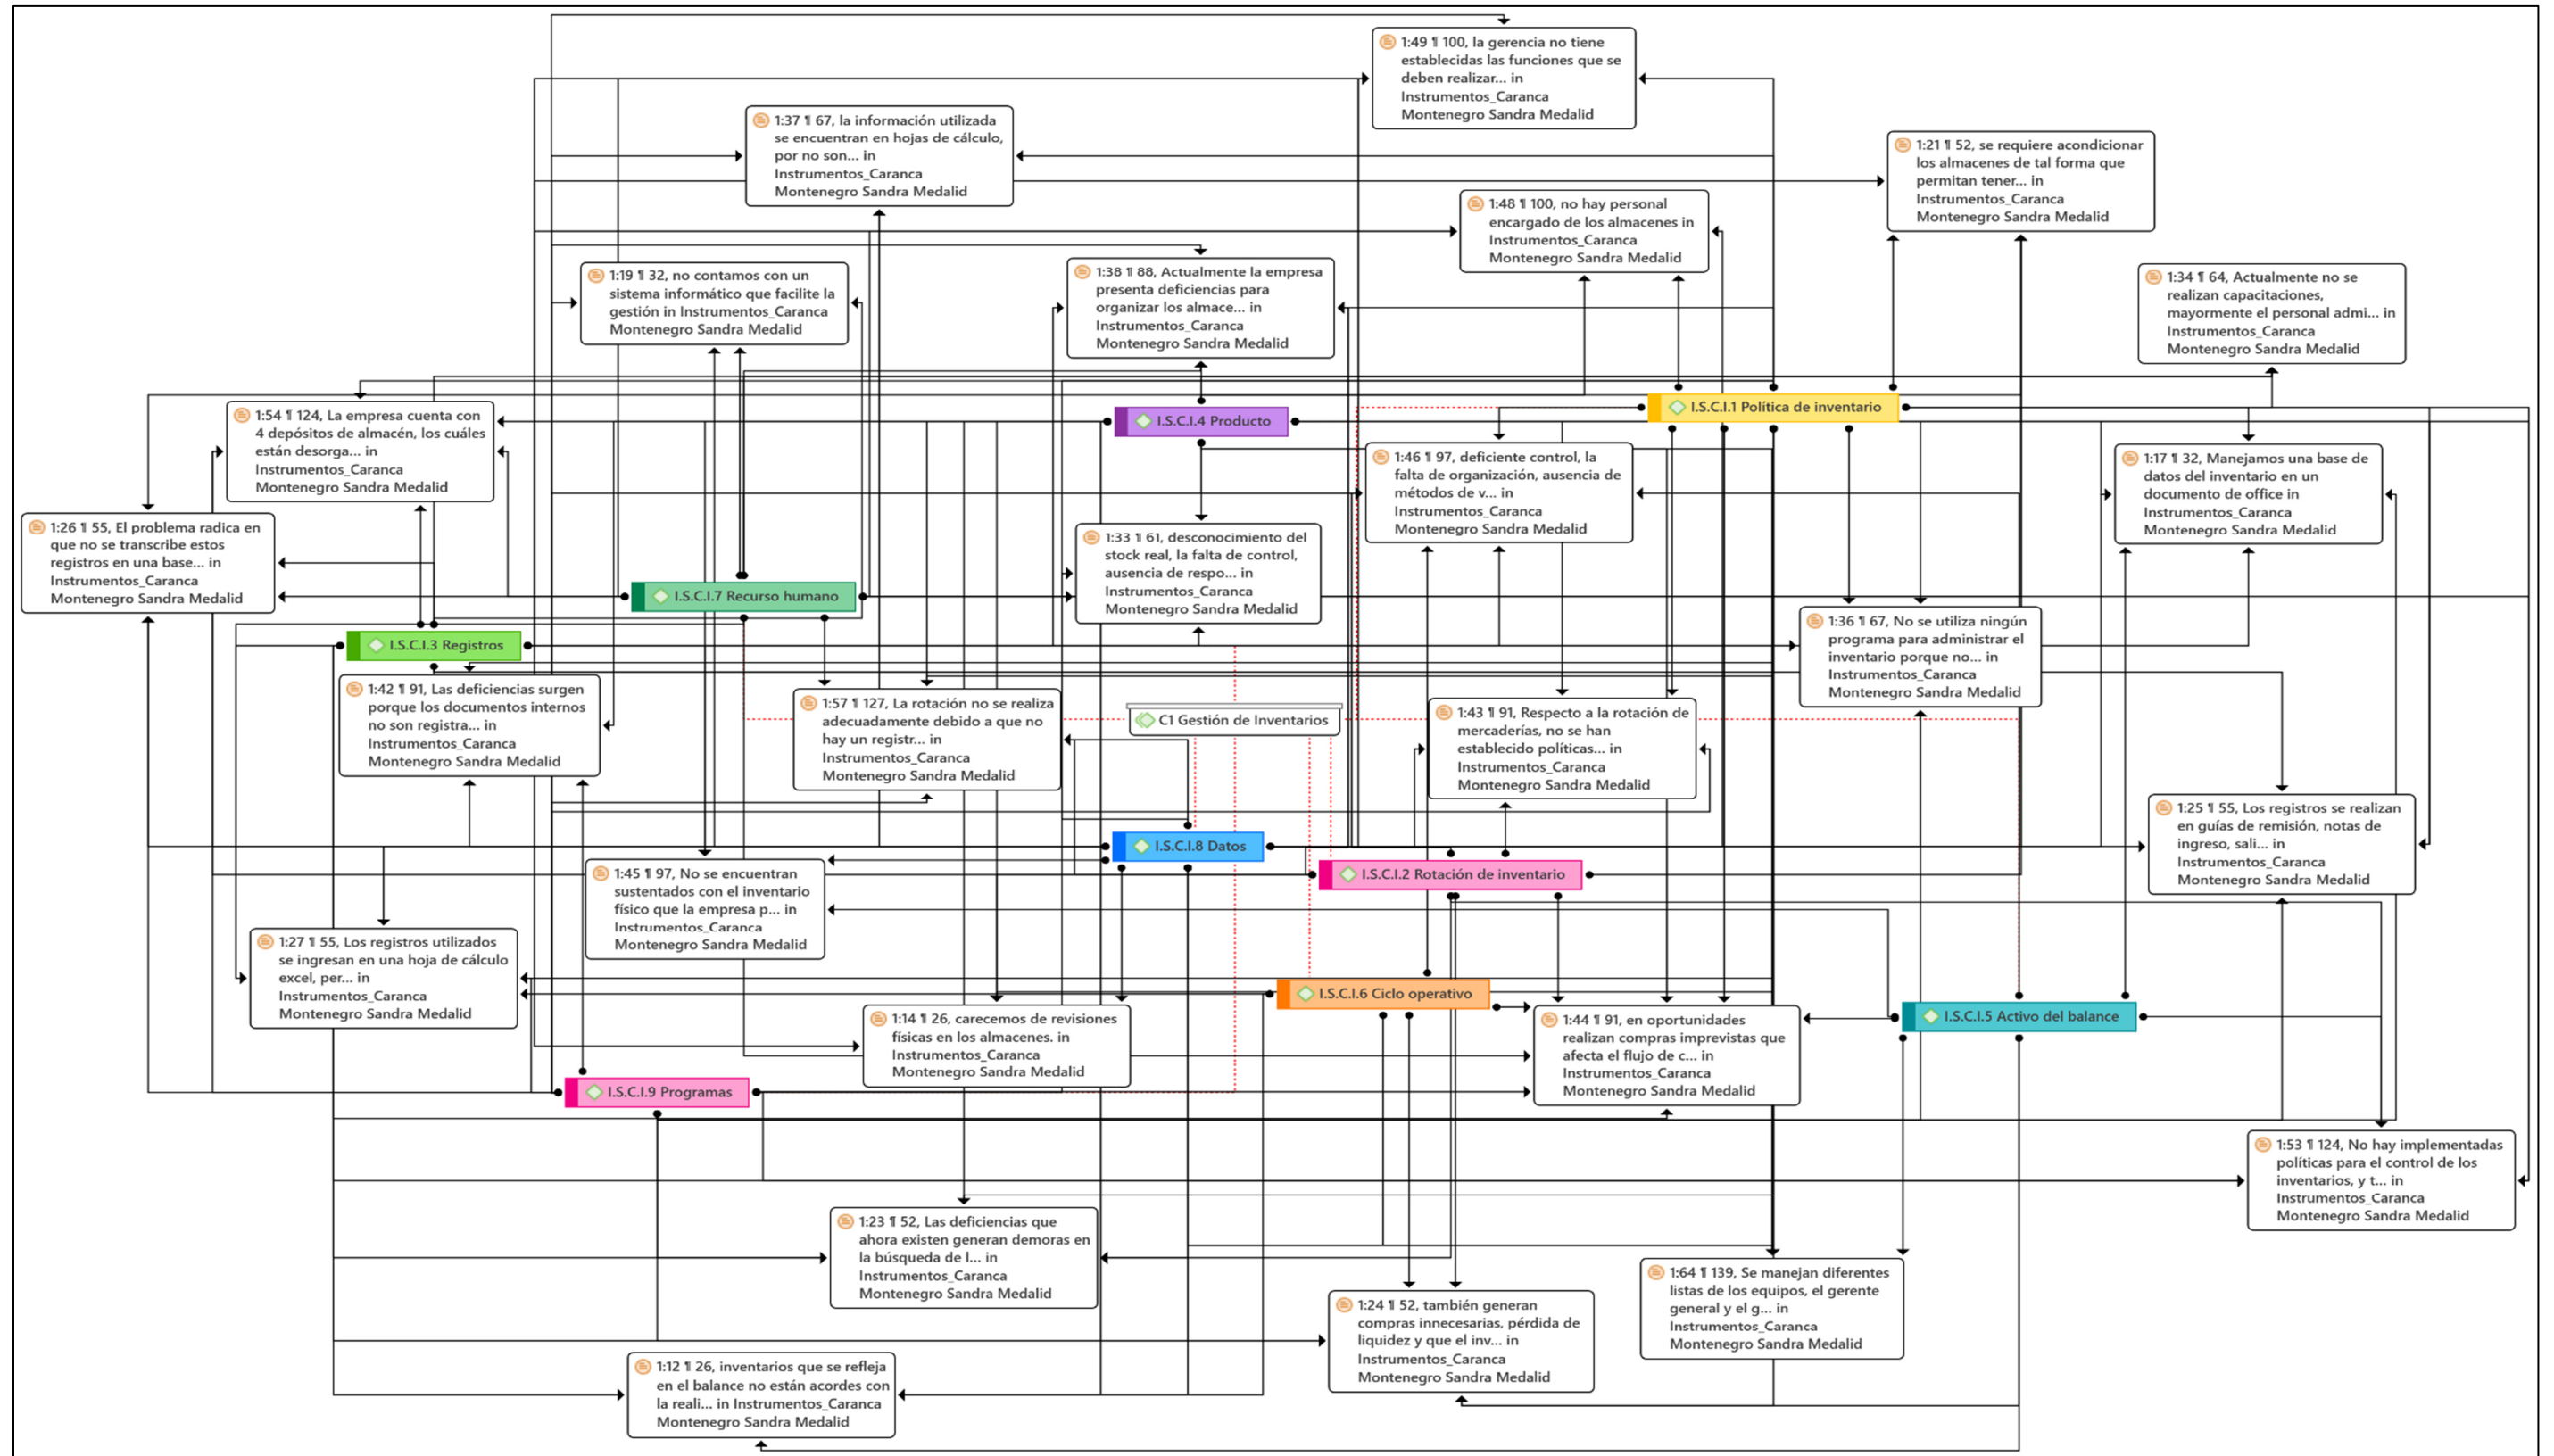 1:49 ¶ 100, la gerencia no tiene
establecidas las funciones que se
deben realizar... in
Instrumentos_Caranca
Montenegro Sandra Medalid
1:37 ¶ 67, la información utilizada
se encuentran en hojas de cálculo,
por no son... in
Instrumentos_Caranca
Montenegro Sandra Medalid
1:21 ¶ 52, se requiere acondicionar
los almacenes de tal forma que
permitan tener... in
Instrumentos_Caranca
Montenegro Sandra Medalid
1:48 ¶ 100, no hay personal
encargado de los almacenes in
Instrumentos_Caranca
Montenegro Sandra Medalid
1:19 ¶ 32, no contamos con un
sistema informático que facilite la
gestión in Instrumentos_Caranca
Montenegro Sandra Medalid
1:38 ¶ 88, Actualmente la empresa
presenta deficiencias para
organizar los almace... in
Instrumentos_Caranca
Montenegro Sandra Medalid
1:34 ¶ 64, Actualmente no se
realizan capacitaciones,
mayormente el personal admi... in
Instrumentos_Caranca
Montenegro Sandra Medalid
1:54 ¶ 124, La empresa cuenta con
4 depósitos de almacén, los cuáles
están desorga... in
Instrumentos_Caranca
Montenegro Sandra Medalid
I.S.C.I.4 Producto
I.S.C.I.1 Política de inventario
1:46 ¶ 97, deficiente control, la
falta de organización, ausencia de
métodos de v... in
Instrumentos_Caranca
Montenegro Sandra Medalid
1:17 ¶ 32, Manejamos una base de
datos del inventario en un
documento de office in
Instrumentos_Caranca
Montenegro Sandra Medalid
1:26 ¶ 55, El problema radica en
que no se transcribe estos
registros en una base... in
Instrumentos_Caranca
Montenegro Sandra Medalid
1:33 ¶ 61, desconocimiento del
stock real, la falta de control,
ausencia de respo... in
Instrumentos_Caranca
Montenegro Sandra Medalid
I.S.C.I.7 Recurso humano
1:36 ¶ 67, No se utiliza ningún
programa para administrar el
inventario porque no... in
Instrumentos_Caranca
Montenegro Sandra Medalid
I.S.C.I.3 Registros
1:42 ¶ 91, Las deficiencias surgen
porque los documentos internos
no son registra... in
Instrumentos_Caranca
Montenegro Sandra Medalid
1:57 ¶ 127, La rotación no se realiza
adecuadamente debido a que no
hay un registr... in
Instrumentos_Caranca
Montenegro Sandra Medalid
C1 Gestión de Inventarios
1:43 ¶ 91, Respecto a la rotación de
mercaderías, no se han
establecido políticas... in
Instrumentos_Caranca
Montenegro Sandra Medalid
1:25 ¶ 55, Los registros se realizan
en guías de remisión, notas de
ingreso, sali... in
Instrumentos_Caranca
Montenegro Sandra Medalid
I.S.C.I.8 Datos
1:45 ¶ 97, No se encuentran
sustentados con el inventario
físico que la empresa p... in
Instrumentos_Caranca
Montenegro Sandra Medalid
I.S.C.I.2 Rotación de inventario
1:27 ¶ 55, Los registros utilizados
se ingresan en una hoja de cálculo
excel, per... in
Instrumentos_Caranca
Montenegro Sandra Medalid
I.S.C.I.6 Ciclo operativo
1:14 ¶ 26, carecemos de revisiones
físicas en los almacenes. in
Instrumentos_Caranca
Montenegro Sandra Medalid
1:44 ¶ 91, en oportunidades
realizan compras imprevistas que
afecta el flujo de c... in
Instrumentos_Caranca
Montenegro Sandra Medalid
I.S.C.I.5 Activo del balance
I.S.C.I.9 Programas
1:53 ¶ 124, No hay implementadas
políticas para el control de los
inventarios, y t... in
Instrumentos_Caranca
Montenegro Sandra Medalid
1:23 ¶ 52, Las deficiencias que
ahora existen generan demoras en
la búsqueda de l... in
Instrumentos_Caranca
Montenegro Sandra Medalid
1:64 ¶ 139, Se manejan diferentes
listas de los equipos, el gerente
general y el g... in
Instrumentos_Caranca
Montenegro Sandra Medalid
1:24 ¶ 52, también generan
compras innecesarias, pérdida de
liquidez y que el inv... in
Instrumentos_Caranca
Montenegro Sandra Medalid
1:12 ¶ 26, inventarios que se refleja
en el balance no están acordes con
la reali... in Instrumentos_Caranca
Montenegro Sandra Medalid